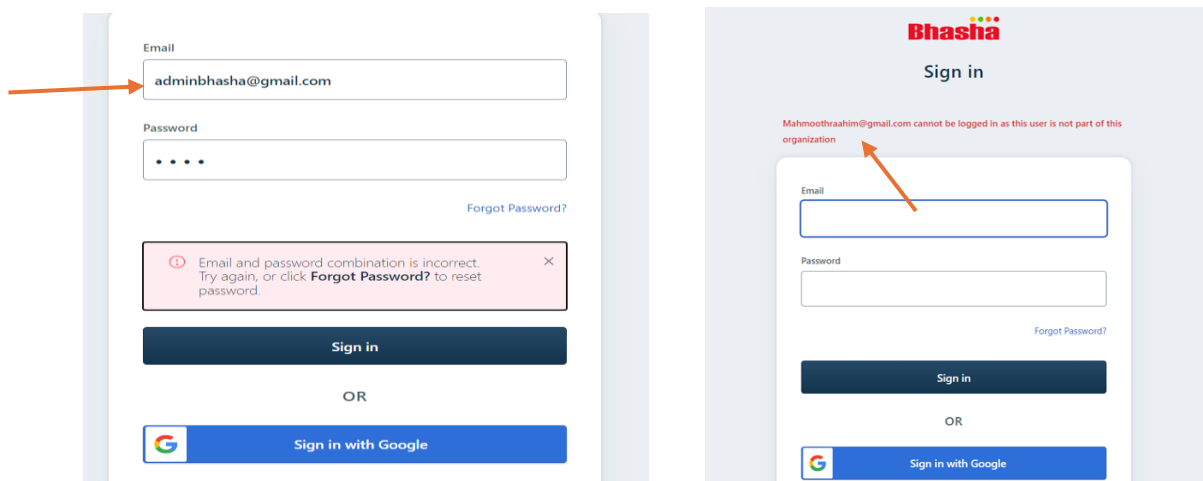 Email
adminbhasha@gmail.com
Password
Forgot Password?
Email and password combination is incorrect.
Try again, or click Forgot Password? to reset
password.
Sign in
OR
G
Sign in with Google
Bhasha
Sign in
Mahmoothraahim@gmail.com cannot be logged in as this user is not part of this
organization
Email
Password
Forgot Password?
Sign in
OR
G
Sign in with Google